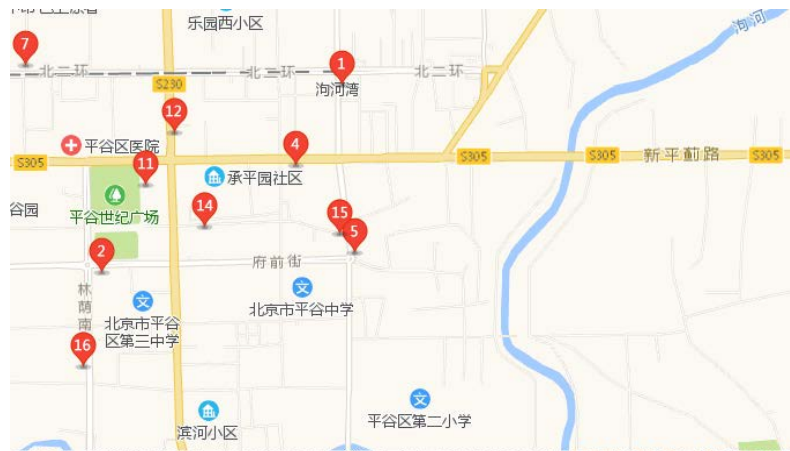 乐园西小区
洵河
7
1
北二环
北二环
北二环
S230
泃河湾
12
平谷区医院
4
S305
11
S305
S305
新平蓟路
S305
承平园社区
谷园
平谷世纪广场
14
15
5
2
府前街
林荫南
北京市平谷
区第三中学
北京市平谷中学
16
滨河小区
平谷区第二小学